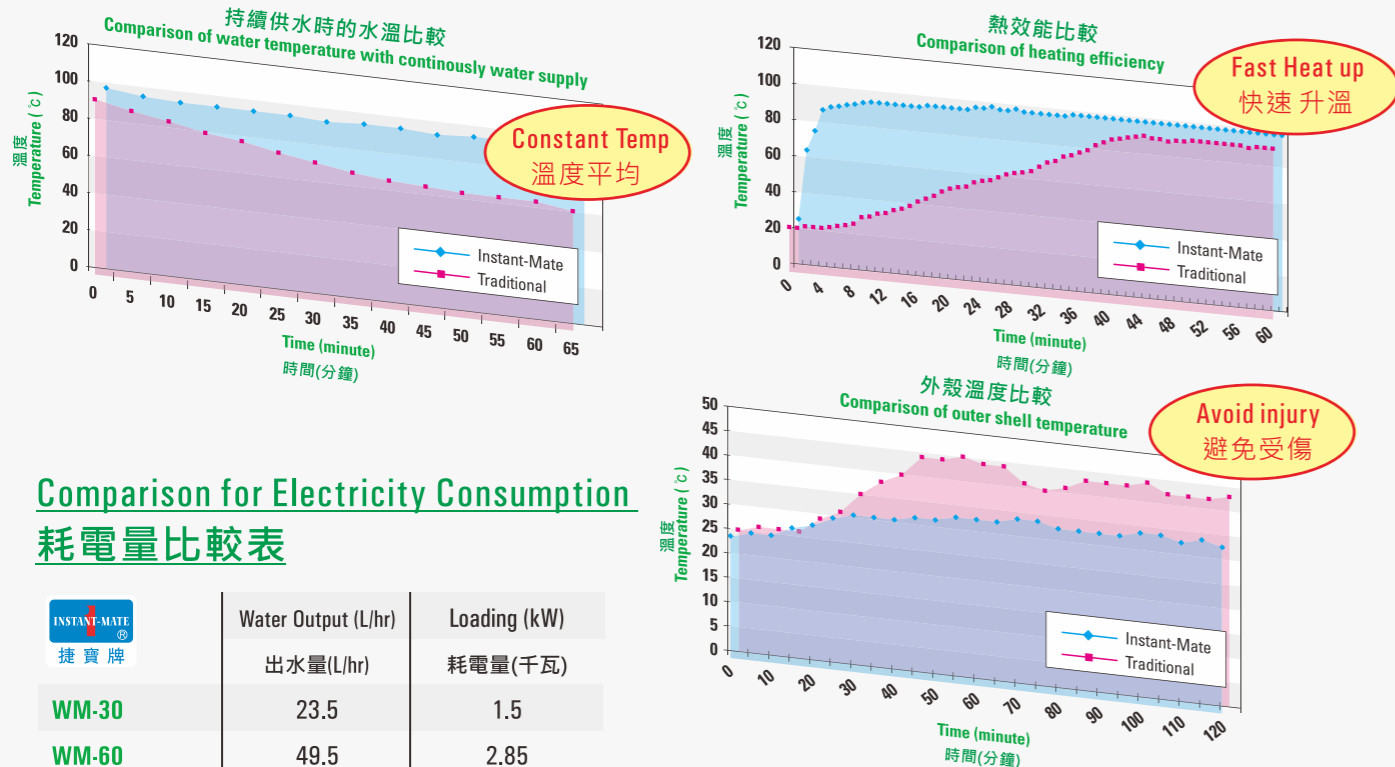 持續供水時的水溫比較
Comparison of water temperature with continously water supply
120
100
80
60
40
20
0
溫度
Temperature (℃)
Constant Temp
溫度平均
Instant-Mate
Traditional
0 5 10 15 20 25 30 35 40 45 50 55 60 65
Time (minute)
時間(分鐘)
熱效能比較
Comparison of heating efficiency
120
100
80
60
40
20
0
溫度
Temperature (℃)
Fast Heat up
快速升溫
Instant-Mate
Traditional
0 4 8 12 16 20 24 28 32 36 40 44 48 52 56 60
Time (minute)
時間(分鐘)
外殼溫度比較
Comparison of outer shell temperature
50
45
40
35
30
25
20
15
10
5
0
溫度
Temperature (℃)
Avoid injury
避免受傷
Instant-Mate
Traditional
0 10 20 30 40 50 60 70 80 90 100 110 120
Time (minute)
時間(分鐘)
Comparison for Electricity Consumption
耗電量比較表
INSTANT-MATE ®
捷寶牌
Water Output (L/hr) Loading (kW)
出水量(L/hr) 耗電量(千瓦)
WM-30 23.5 1.5
WM-60 49.5 2.85